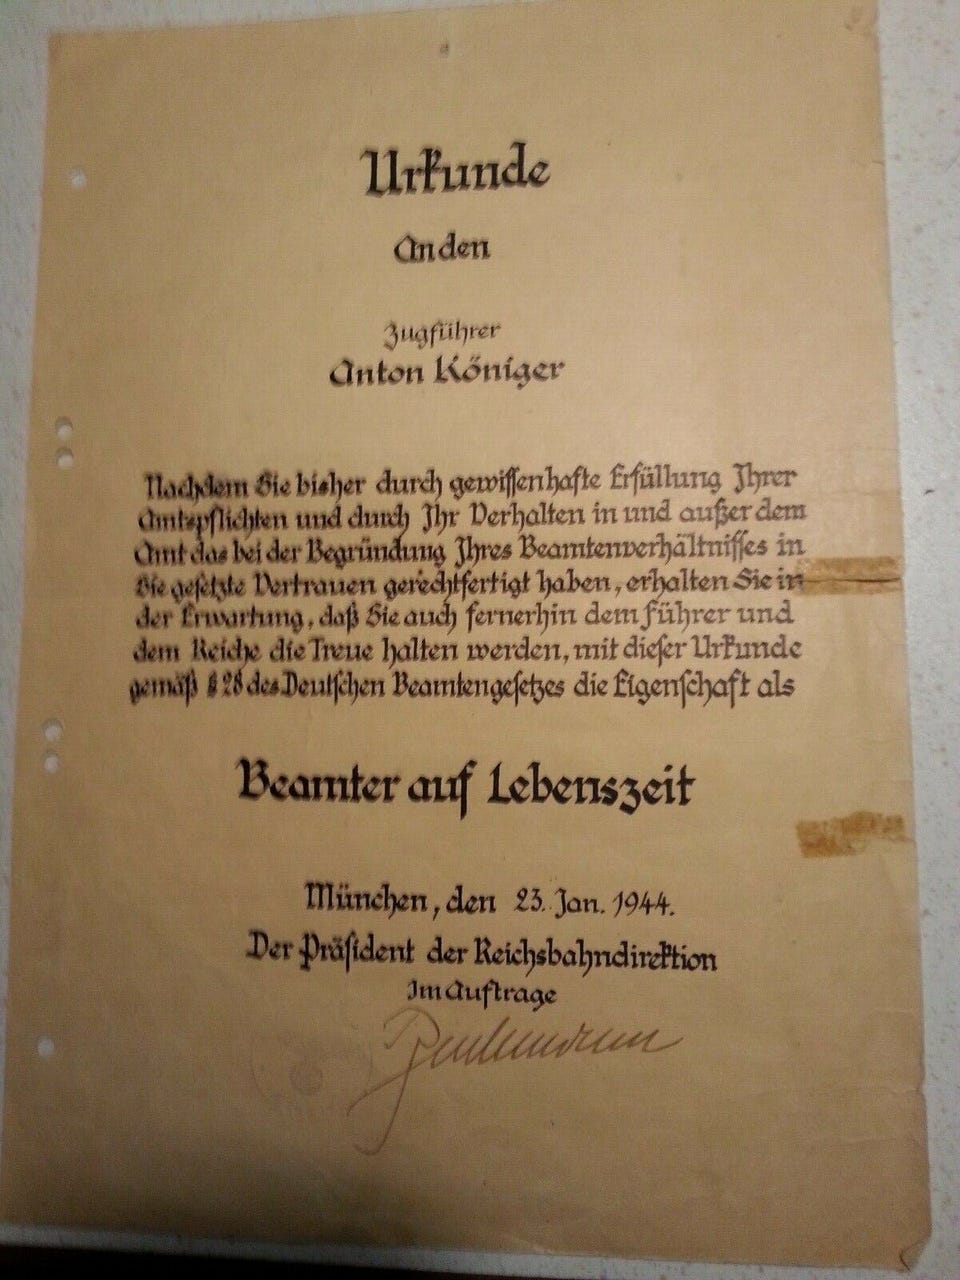 Urkunde
An den
Zugführer
Anton Königer
Nachdem Sie bisher durch gewissenhafte Erfüllung Ihrer
Amtspflichten und durch Ihr Verhalten in und außer dem
Amt das bei der Begründung Ihres Beamtenverhältnisses in
Sie gesetzte Vertrauen gerechtfertigt haben, erhalten Sie in
der Erwartung, daß Sie auch fernerhin dem Führer und
dem Reiche die Treue halten werden, mit dieser Urkunde
gemäß § 28 des Deutschen Beamtengesetzes die Eigenschaft als
Beamter auf Lebenszeit
München, den 23. Jan. 1944.
Der Präsident der Reichsbahndirektion
Im Auftrage